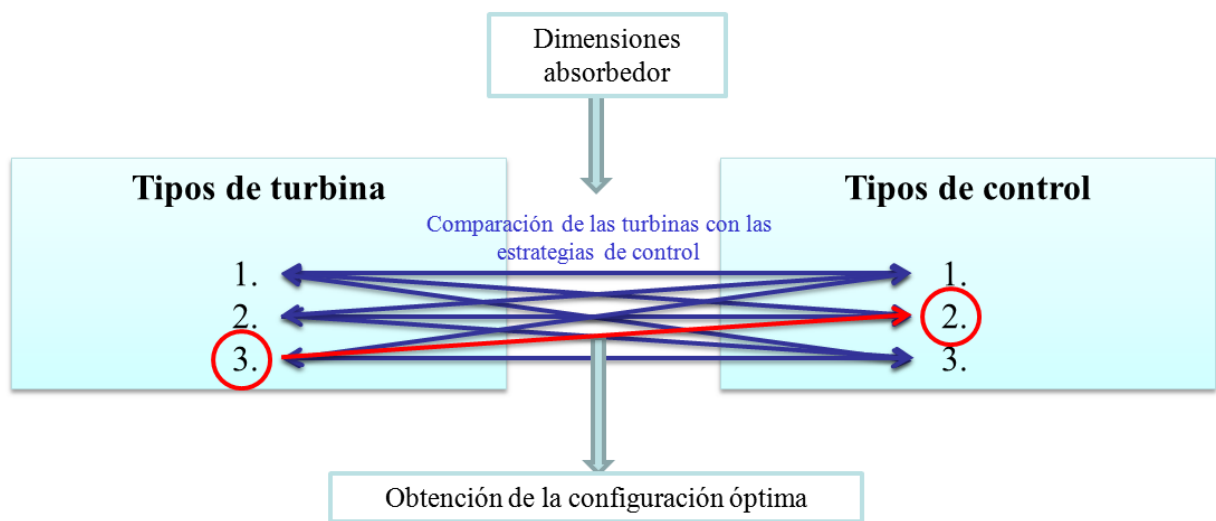 Dimensiones
absorbedor
Tipos de turbina
Tipos de control
Comparación de las turbinas con las
estrategias de control
1.
2.
3.
1.
2.
3.
Obtención de la configuración óptima